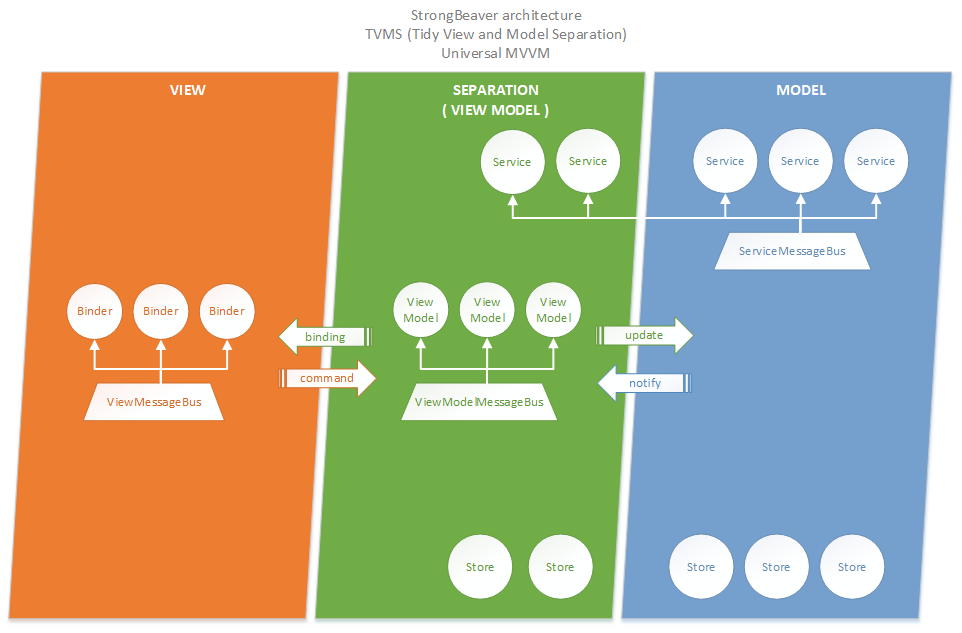 StrongBeaver architecture
TVMS (Tidy View and Model Separation)
Universal MVVM
VIEW
SEPARATION
( VIEW MODEL )
MODEL
Service
Service
Service
Service
Service
ServiceMessageBus
Binder
Binder
Binder
View
Model
View
Model
View
Model
binding
command
update
notify
ViewMessageBus
ViewModelMessageBus
Store
Store
Store
Store
Store